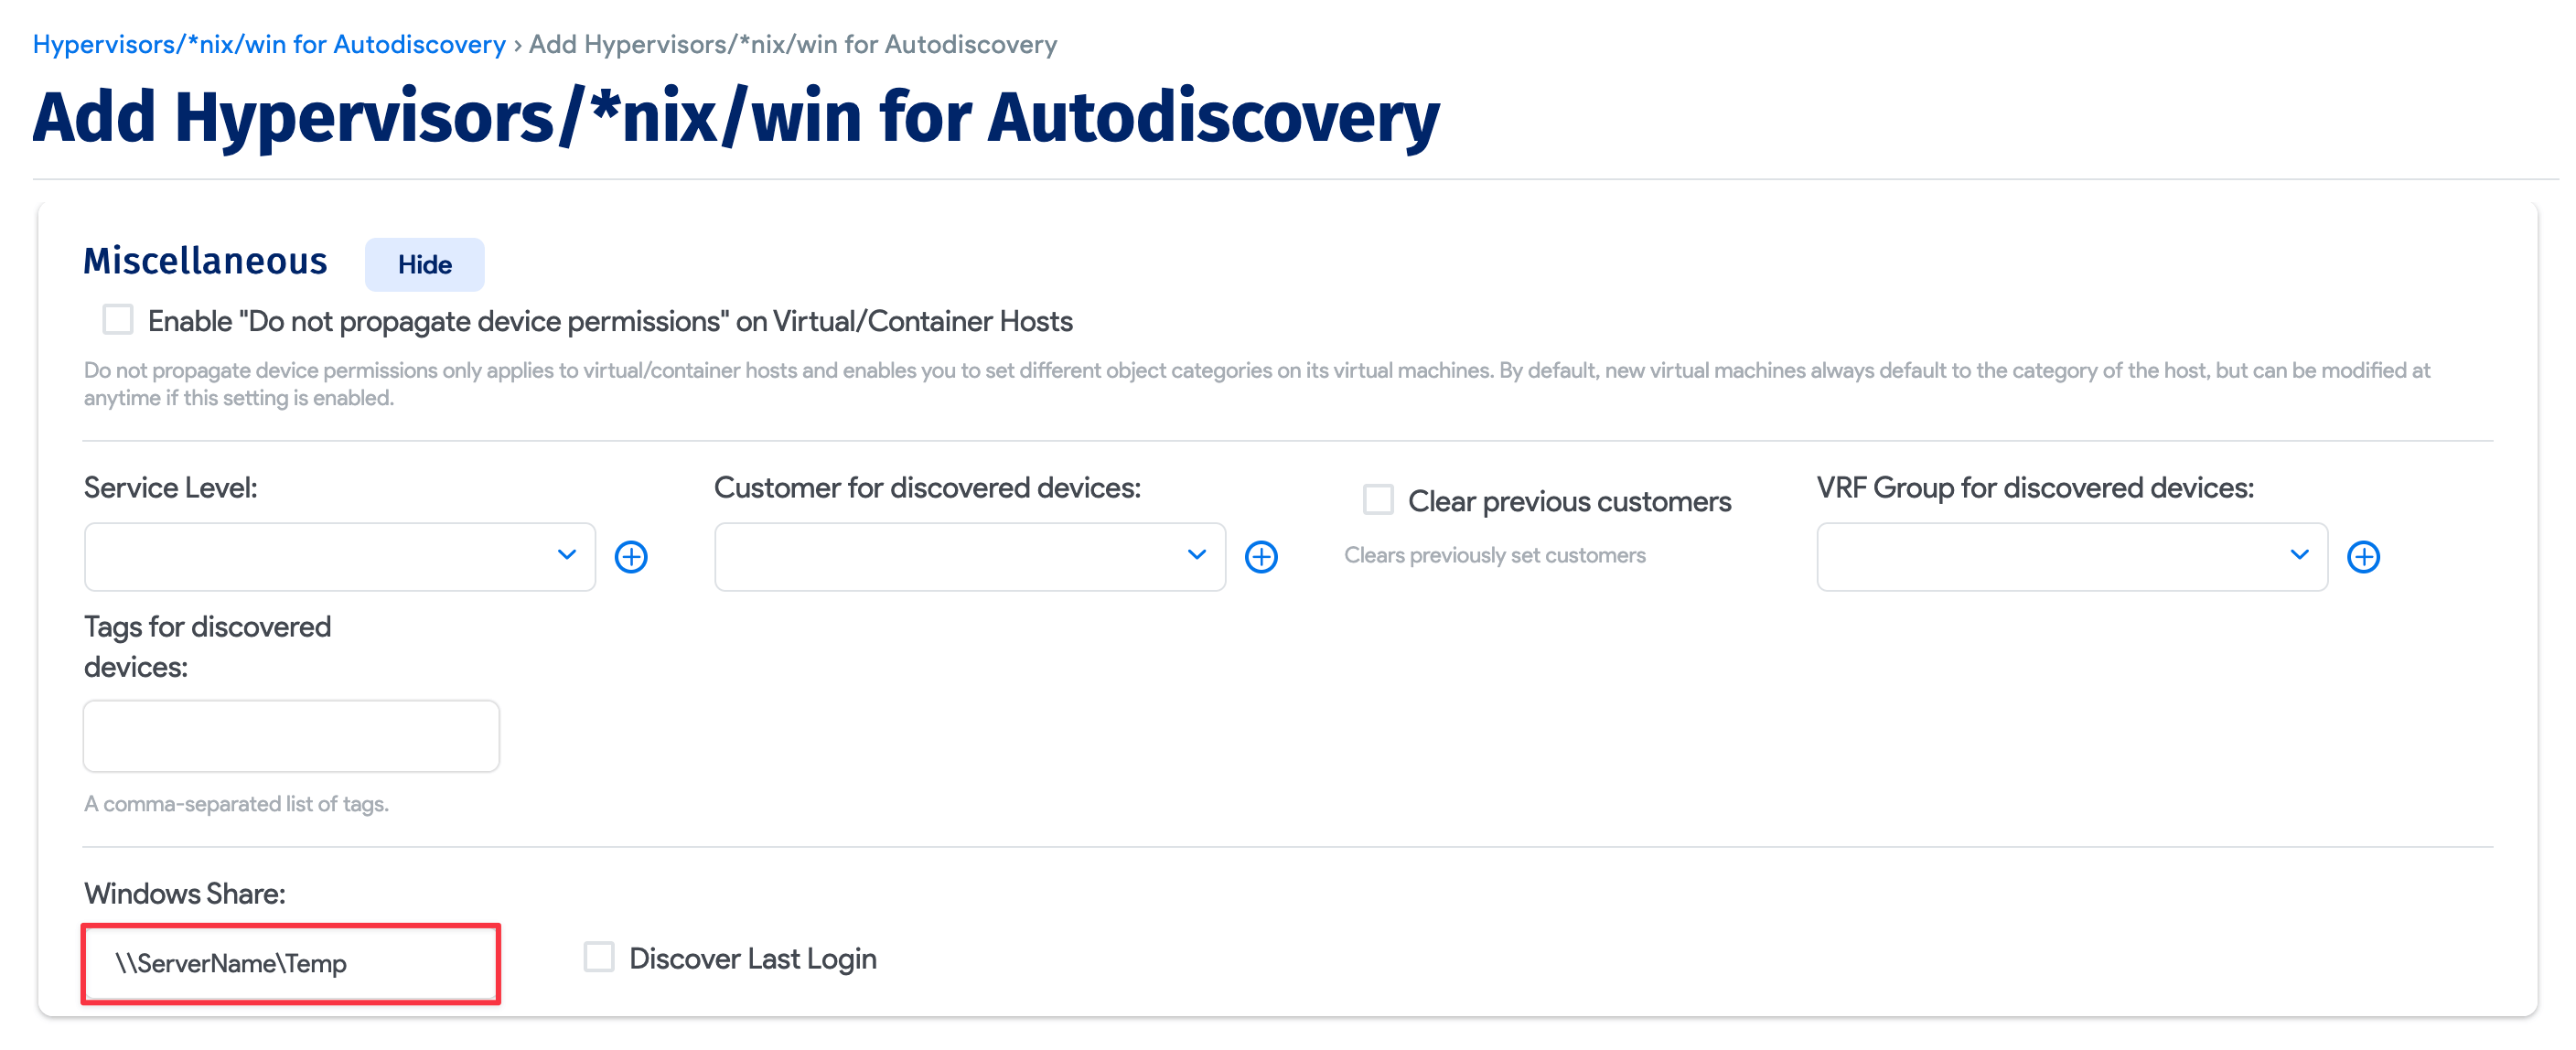 Hypervisors/*nix/win for Autodiscovery › Add Hypervisors/*nix/win for Autodiscovery
Add Hypervisors/*nix/win for Autodiscovery
Miscellaneous Hide
Enable "Do not propagate device permissions" on Virtual/Container Hosts
Do not propagate device permissions only applies to virtual/container hosts and enables you to set different object categories on its virtual machines. By default, new virtual machines always default to the category of the host, but can be modified at
anytime if this setting is enabled.
Service Level:
Customer for discovered devices:
Clear previous customers
Clears previously set customers
VRF Group for discovered devices:
Tags for discovered
devices:
A comma-separated list of tags.
Windows Share:
\\ServerName\Temp
Discover Last Login